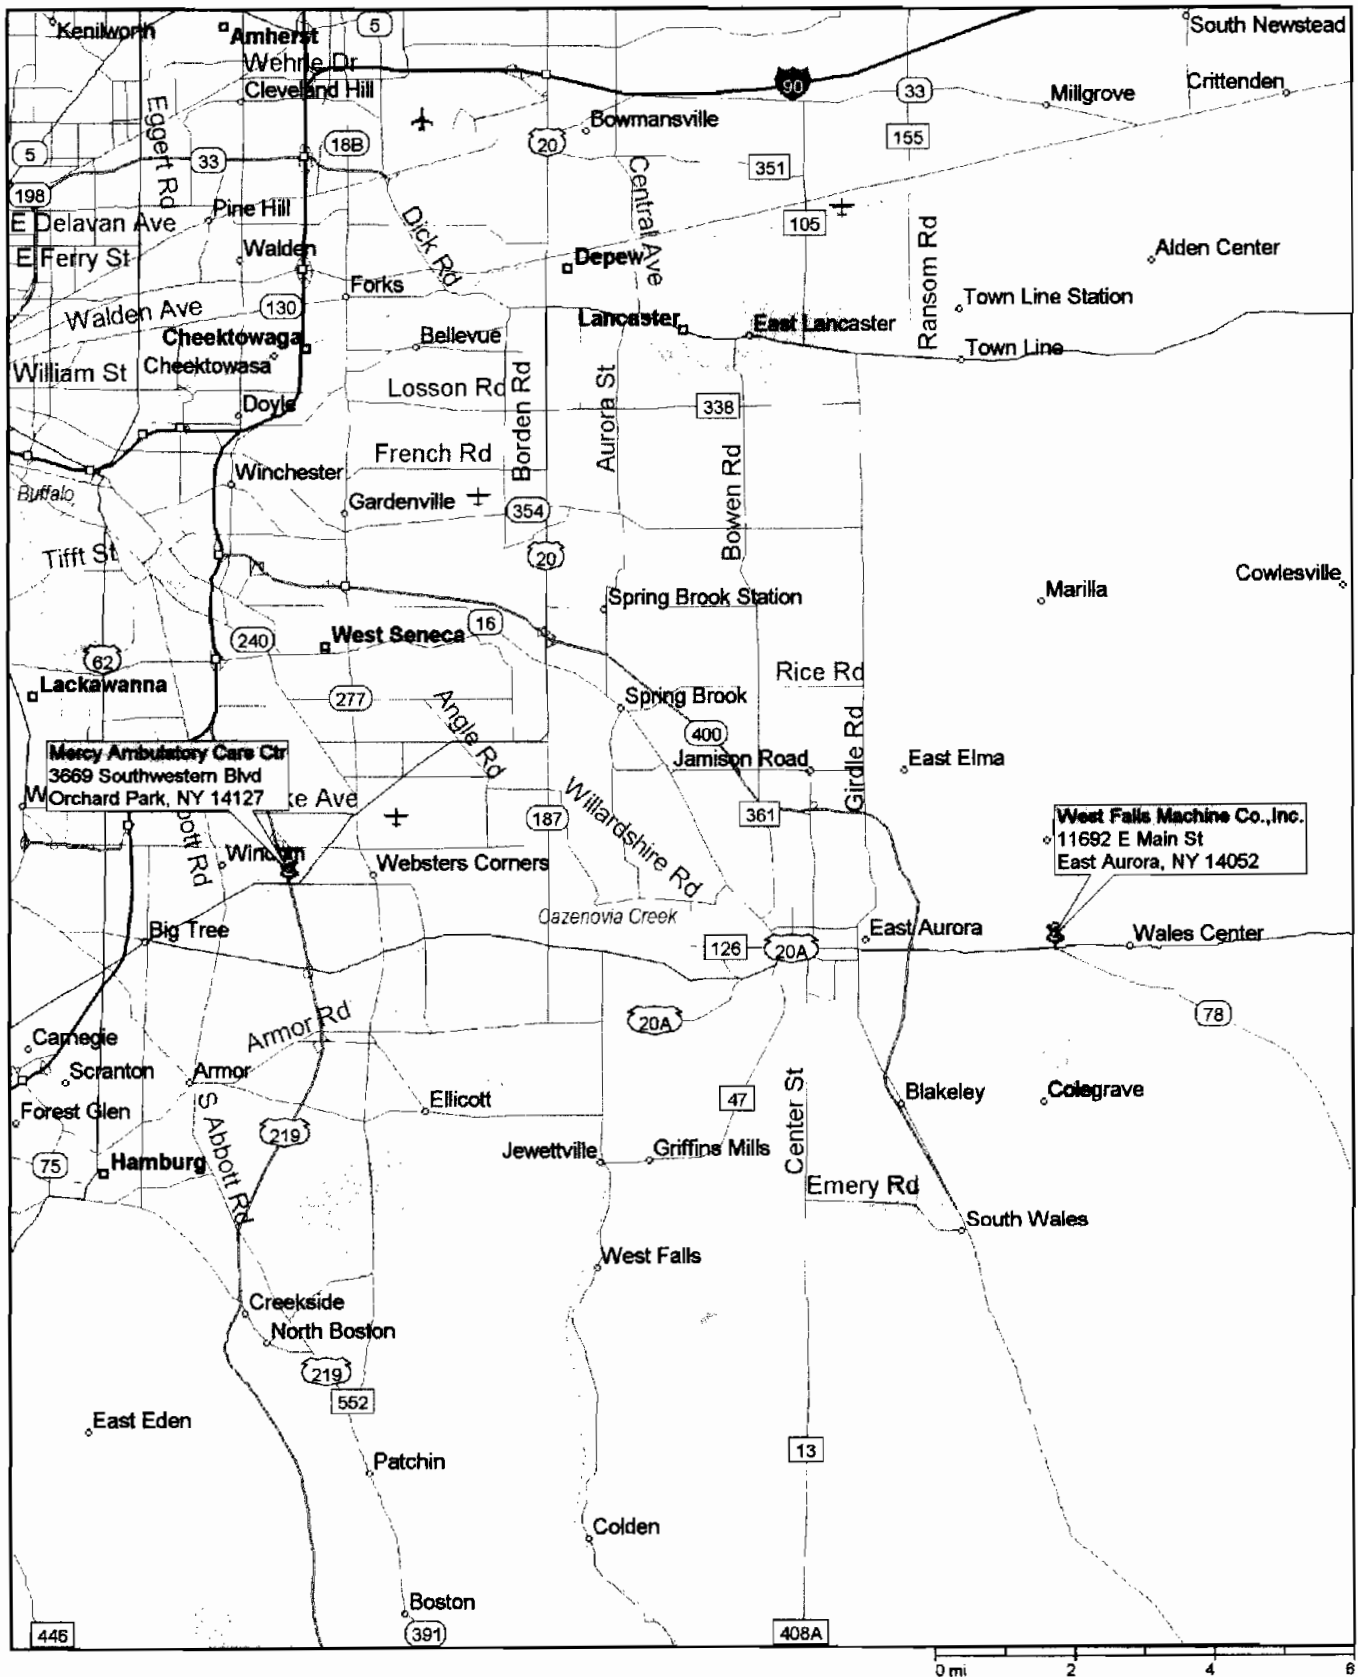 Kenilworth
Amherst
5
South Newstead
Wehrle Dr
Cleveland Hill
90
33
Millgrove
Crittenden
Eggert Rd
Bowmansville
5
33
18B
20
155
351
198
Central Ave
E Delavan Ave
Pine Hill
Dick Rd
105
Ransom Rd
E Ferry St
Walden
Depew
Alden Center
Forks
Walden Ave
130
Town Line Station
Lancaster
East Lancaster
Cheektowaga
Bellevue
Town Line
William St
Cheektowasa
Losson Rd
Borden Rd
Aurora St
Doyle
338
French Rd
Bowen Rd
Winchester
Buffalo
Gardenville
354
Tifft St
20
Cowlesville
Spring Brook Station
Marilla
16
240
West Seneca
62
Rice Rd
Lackawanna
277
Angle Rd
Spring Brook
400
Girdle Rd
Mercy Ambulatory Care Ctr
3669 Southwestern Blvd
Orchard Park, NY 14127
W
ke Ave
Jamison Road
East Elma
Willardshire Rd
187
361
West Falls Machine Co.,Inc.
11692 E Main St
East Aurora, NY 14052
bott Rd
Windom
Websters Corners
Cazenovia Creek
Big Tree
126
20A
East Aurora
Wales Center
20A
78
Armor Rd
Carnegie
Scranton
Armor
Ellicott
47
Center St
Blakeley
Colegrave
Forest Glen
S Abbott Rd
219
75
Hamburg
Jewettville
Griffins Mills
Emery Rd
South Wales
West Falls
Creekside
North Boston
219
552
East Eden
13
Patchin
Colden
Boston
446
391
408A
0 mi 2 4 6